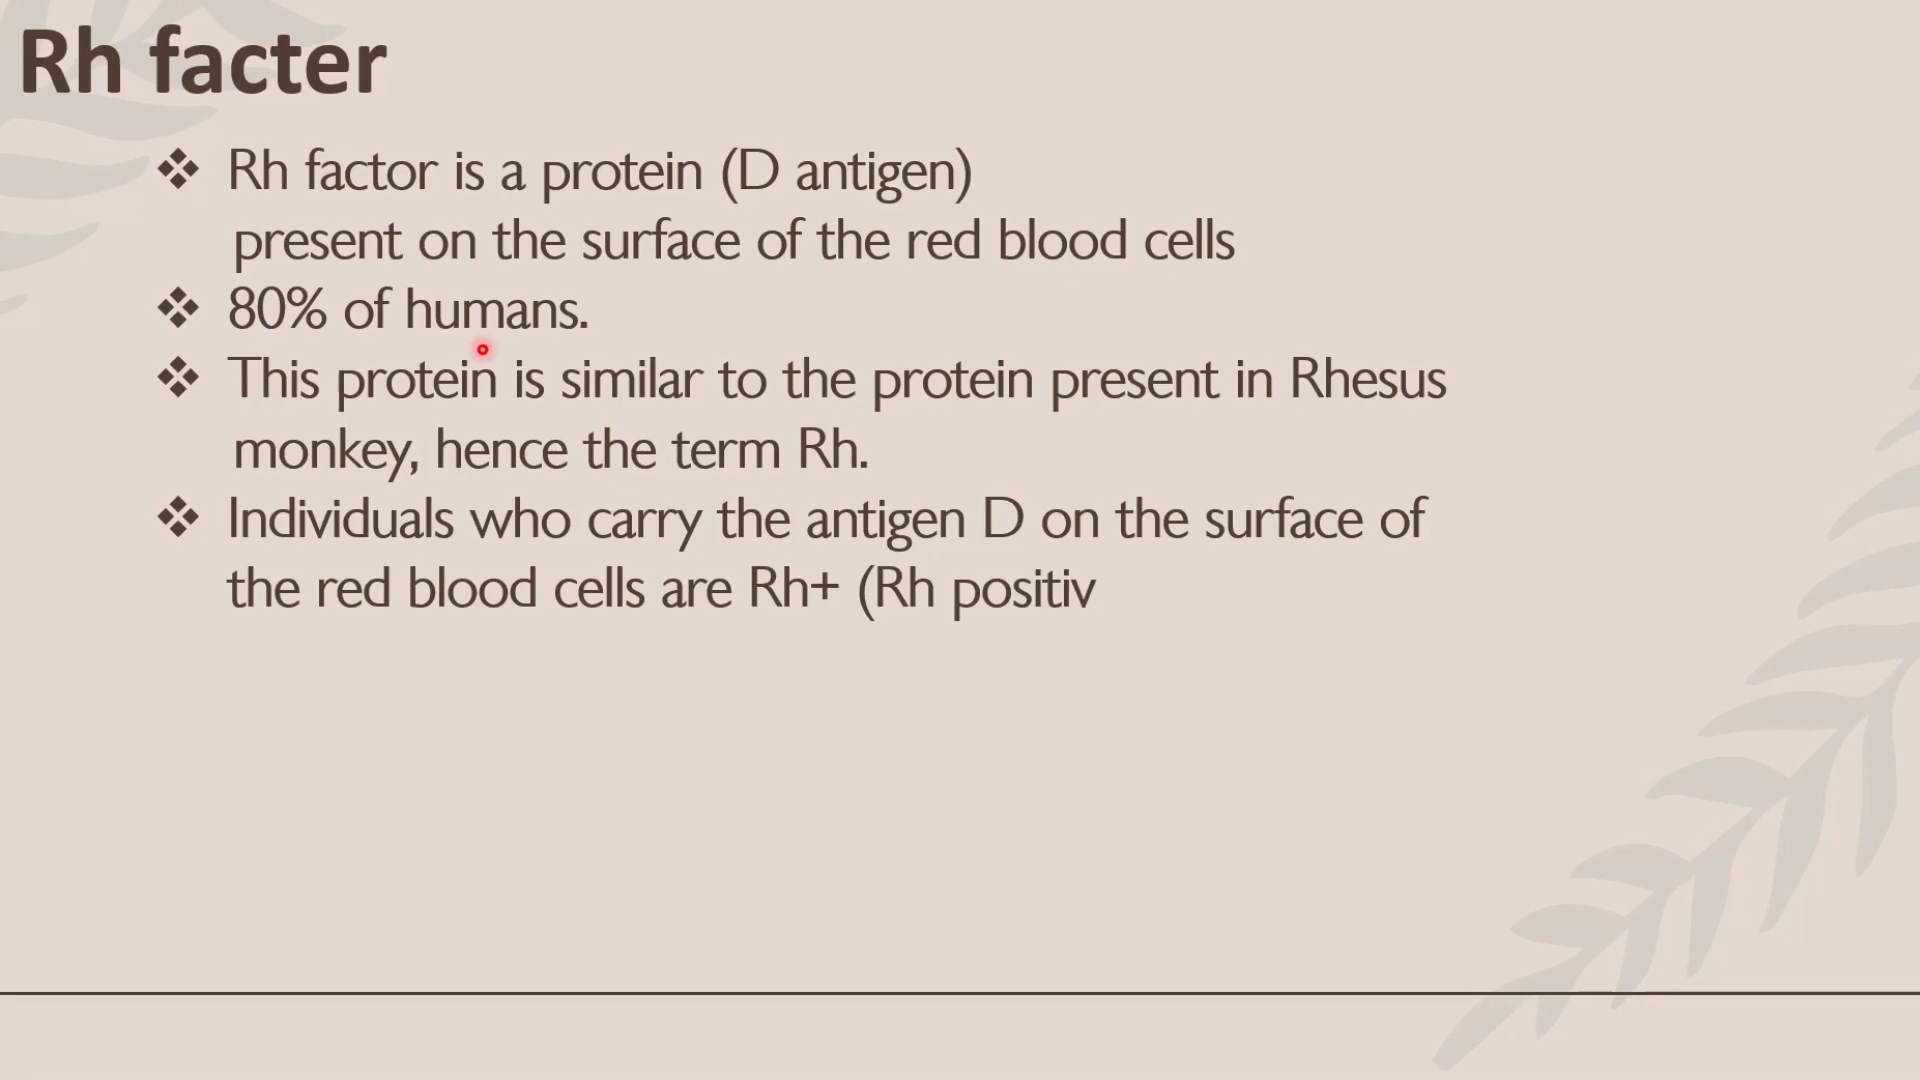 Rh facter
❖ Rh factor is a protein (D antigen)
present on the surface of the red blood cells
❖ 80% of humans.
❖ This protein is similar to the protein present in Rhesus
monkey, hence the term Rh.
❖ Individuals who carry the antigen D on the surface of
the red blood cells are Rh+ (Rh positiv